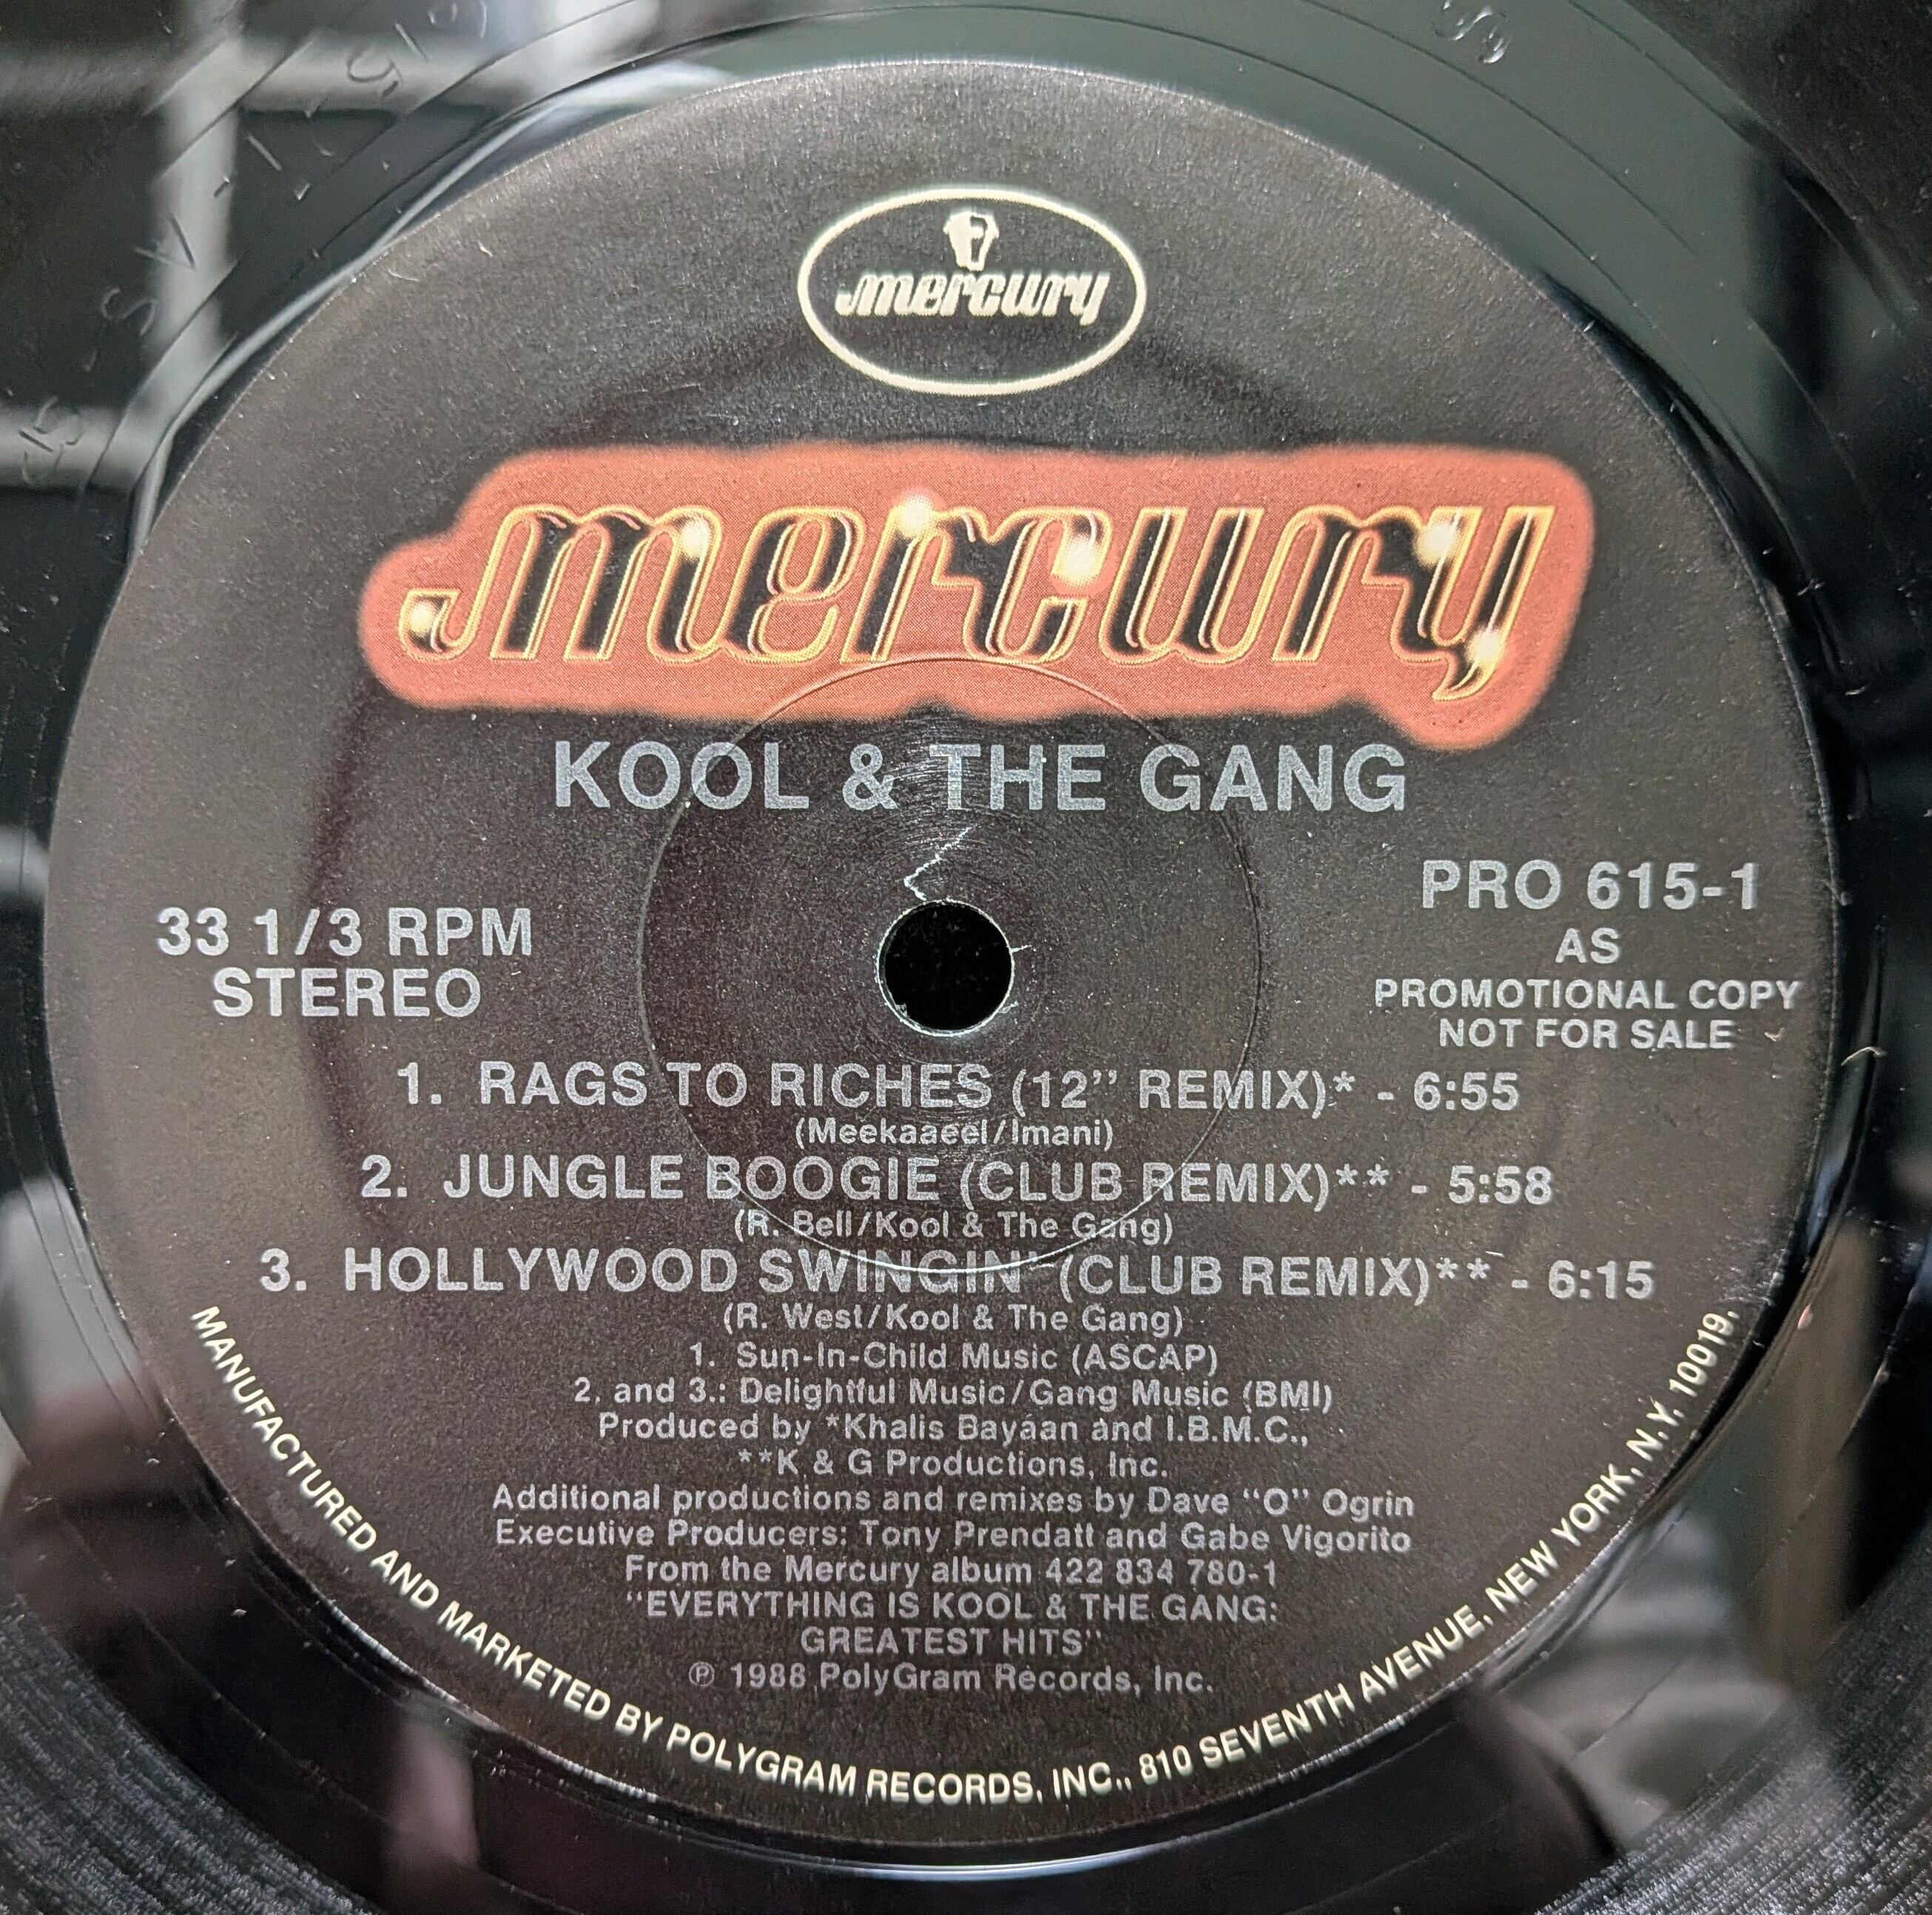 mercury
mercury
KOOL & THE GANG
33 1/3 RPM
STEREO
PRO 615-1
AS
PROMOTIONAL COPY
NOT FOR SALE
1. RAGS TO RICHES (12” REMIX)* - 6:55
(Meekaaeel/Imani)
2. JUNGLE BOOGIE (CLUB REMIX)** - 5:58
(R. Bell/Kool & The Gang)
3. HOLLYWOOD SWINGIN' (CLUB REMIX)** - 6:15
(R. West/Kool & The Gang)
1. Sun-In-Child Music (ASCAP)
2. and 3.: Delightful Music/Gang Music (BMI)
Produced by *Khalis Bayáan and I.B.M.C.,
**K & G Productions, Inc.
Additional productions and remixes by Dave “O” Ogrin
Executive Producers: Tony Prendatt and Gabe Vigorito
From the Mercury album 422 834 780-1
“EVERYTHING IS KOOL & THE GANG:
GREATEST HITS”
℗ 1988 PolyGram Records, Inc.
MANUFACTURED AND MARKETED BY POLYGRAM RECORDS, INC., 810 SEVENTH AVENUE, NEW YORK, N.Y. 10019.